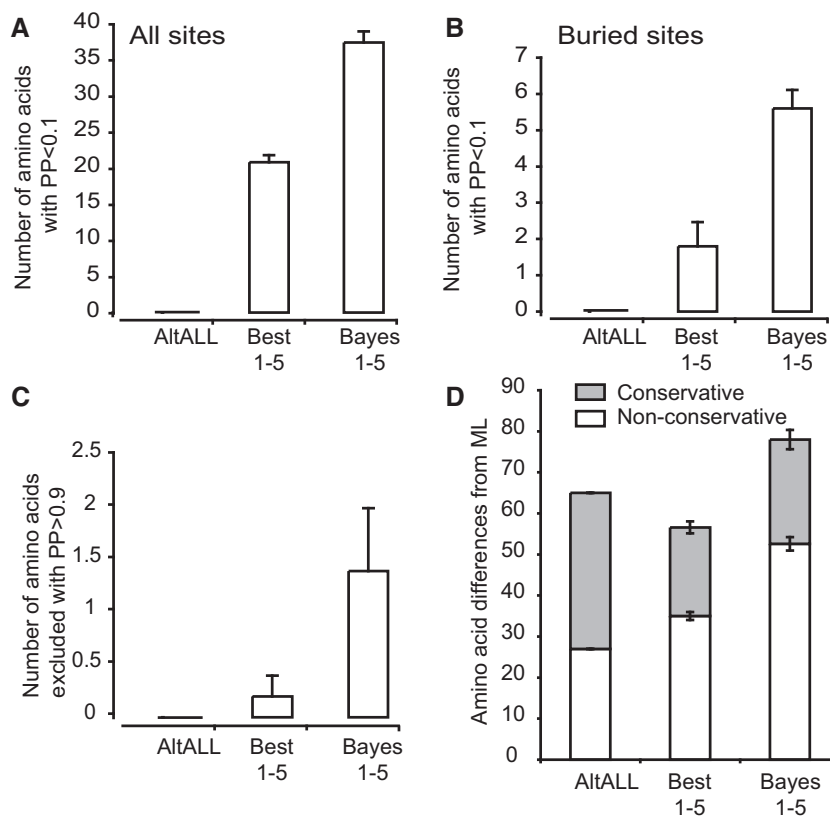 A
All sites
Number of amino acids
with PP<0.1
40
35
30
25
20
15
10
5
0
AltALL
Best
1-5
Bayes
1-5
B
Buried sites
Number of amino acids
with PP<0.1
7
6
5
4
3
2
1
0
AltALL
Best
1-5
Bayes
1-5
C
Number of amino acids
excluded with PP>0.9
2.5
2
1.5
1
0.5
0
AltALL
Best
1-5
Bayes
1-5
D
Conservative
Non-conservative
Amino acid differences from ML
90
80
70
60
50
40
30
20
10
0
AltALL
Best
1-5
Bayes
1-5